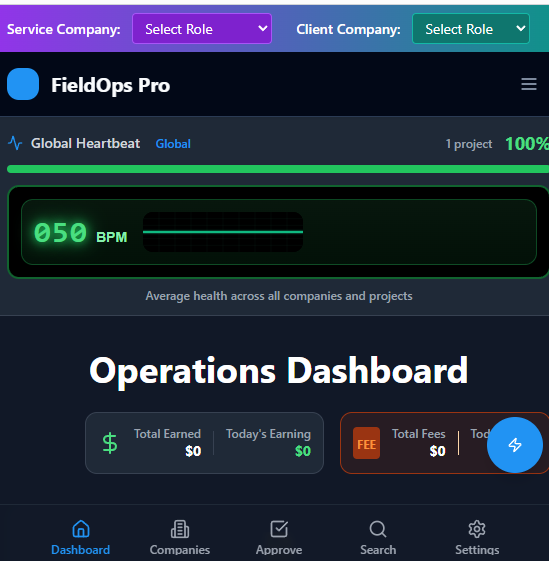 Service Company: Select Role Client Company: Select Role
FieldOps Pro
Global Heartbeat Global 1 project 100%
050 BPM
Average health across all companies and projects
Operations Dashboard
Total Earned Today's Earning FEE Total Fees
$0 $0 $0
Dashboard Companies Approve Search Settings